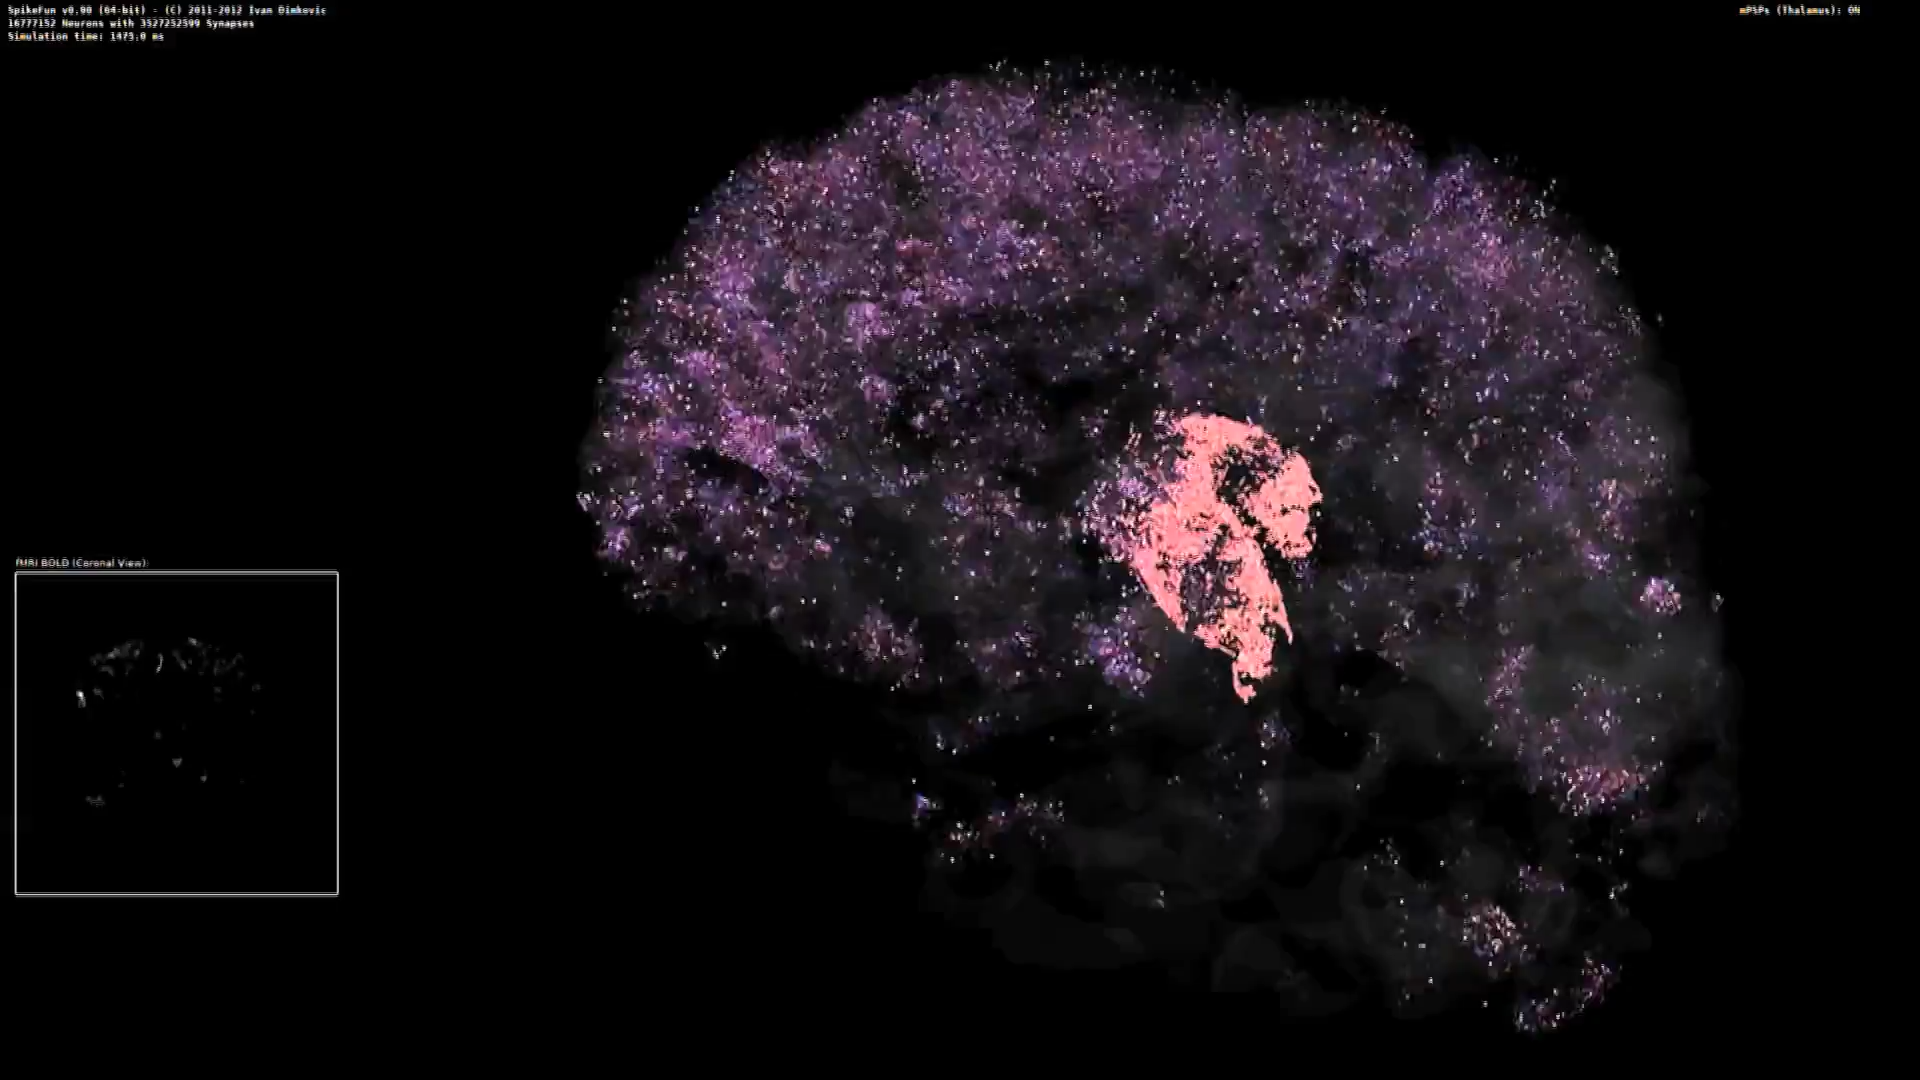 SpikeFun v0.90 (64-bit) - (C) 2011-2012 Ivan Dimkovic
16777152 Neurons with 3527252599 Synapses
Simulation time: 1475.0 ms
mPSPs (Thalamus): ON
fMRI BOLD (Coronal View):